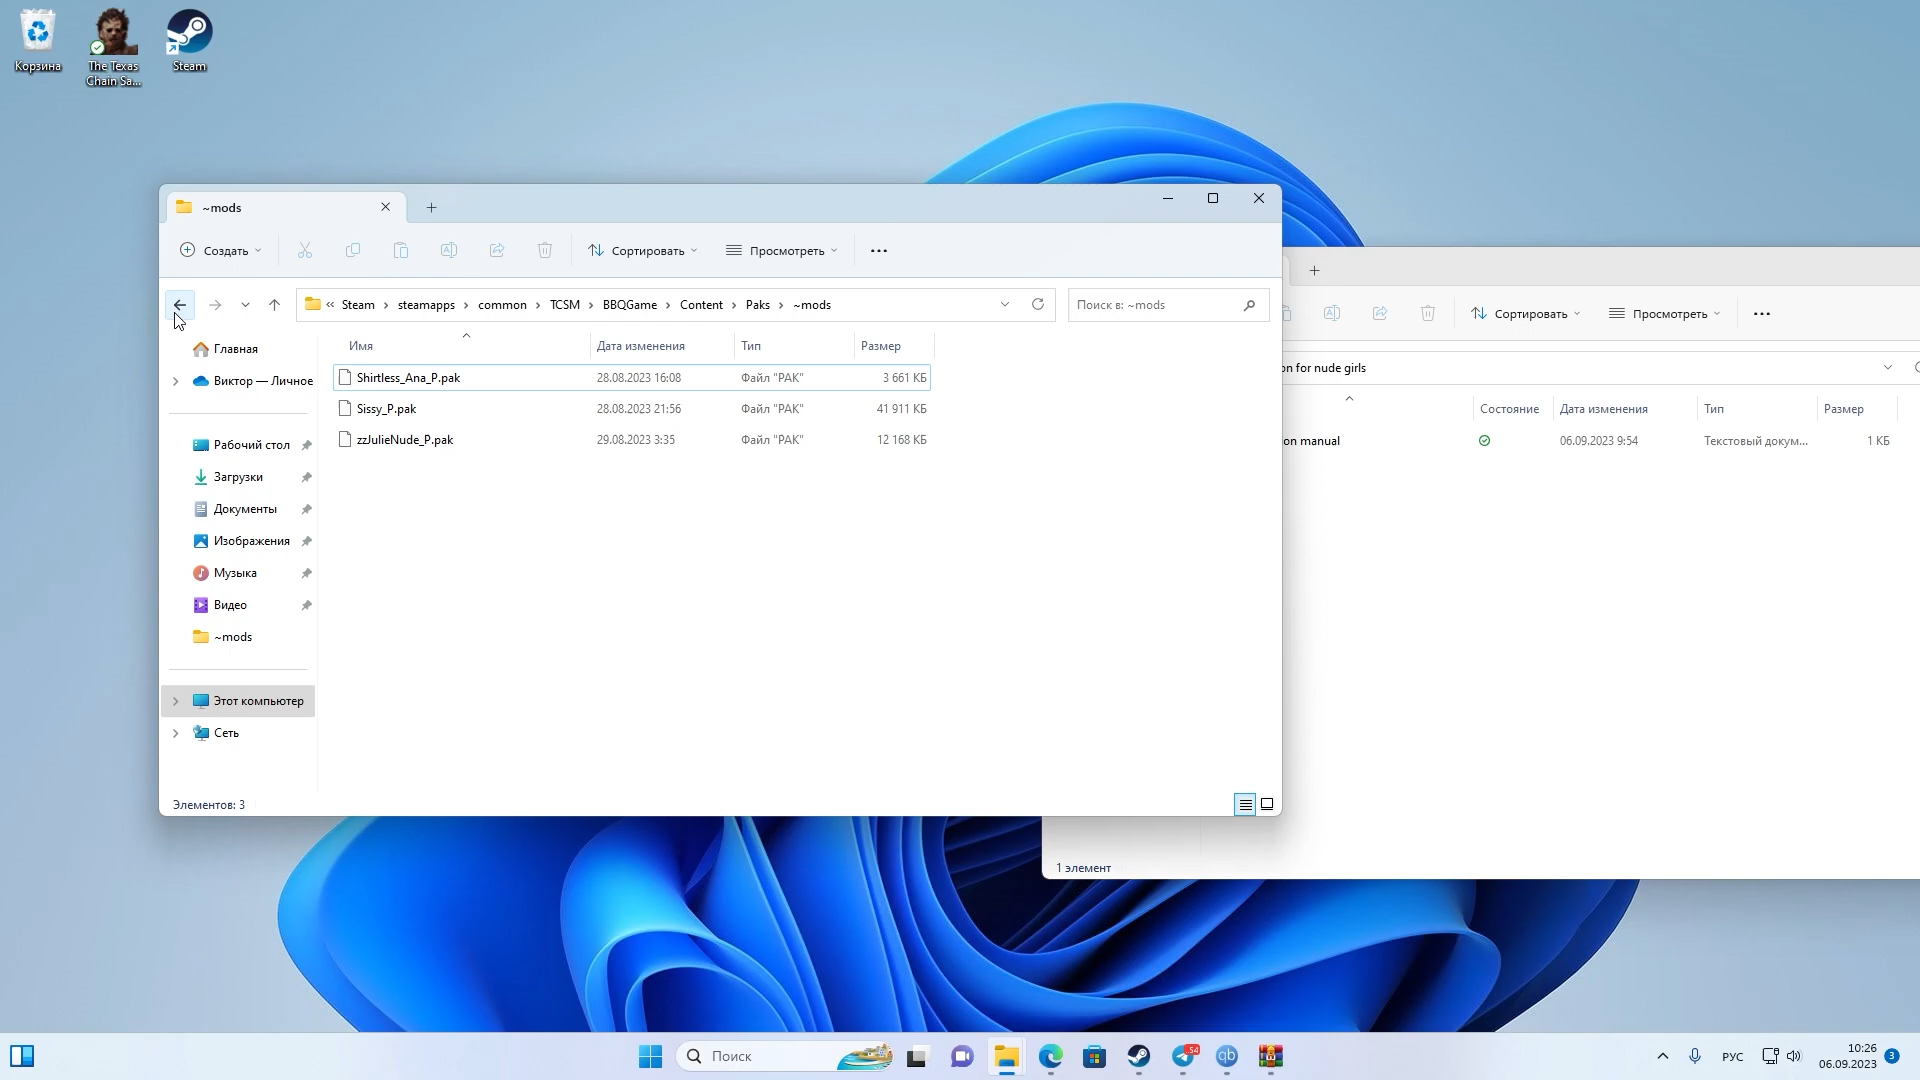 Корзина
The Texas
Chain Sa...
Steam
~mods
Создать
Сортировать
Просмотреть
Steam
steamapps
common
TCSM
BBQGame
Content
Paks
~mods
Поиск в: ~mods
Главная
Виктор — Личное
Рабочий стол
Загрузки
Документы
Изображения
Музыка
Видео
~mods
Этот компьютер
Сеть
Имя
Дата изменения
Тип
Размер
Shirtless_Ana_P.pak
28.08.2023 16:08
Файл "PAK"
3 661 КБ
Sissy_P.pak
28.08.2023 21:56
Файл "PAK"
41 911 КБ
zzJulieNude_P.pak
29.08.2023 3:35
Файл "PAK"
12 168 КБ
Элементов: 3
Сортировать
Просмотреть
for nude girls
Состояние
Дата изменения
Тип
Размер
manual
06.09.2023 9:54
Текстовый докум...
1 КБ
1 элемент
Поиск
54
qb
РУС
10:26
06.09.2023
3